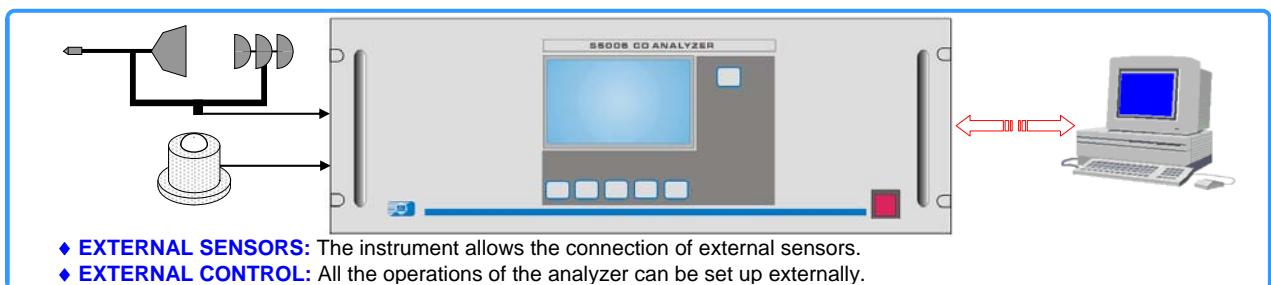 S5006 CO ANALYZER
♦ EXTERNAL SENSORS: The instrument allows the connection of external sensors.
♦ EXTERNAL CONTROL: All the operations of the analyzer can be set up externally.